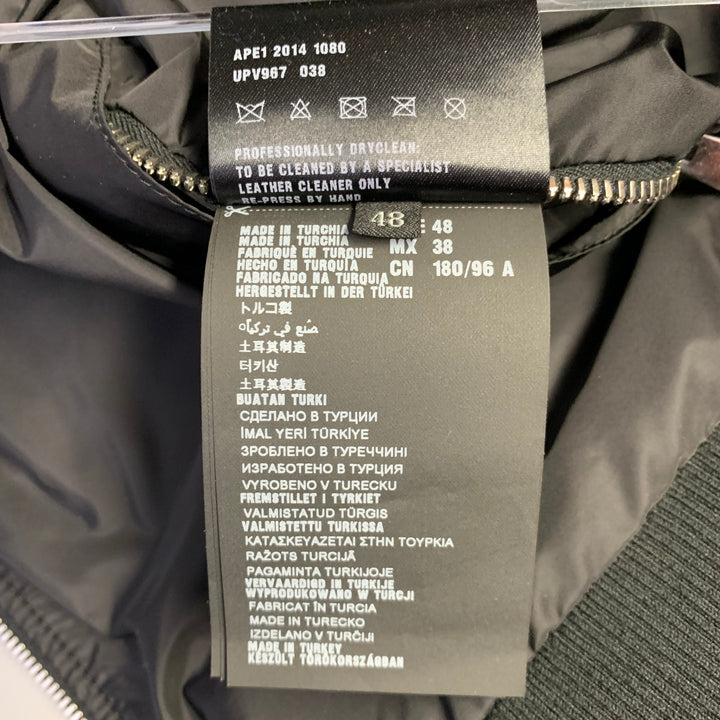 APE1 2014 1080
UPV967 038
PROFESSIONALLY DRYCLEAN:
TO BE CLEANED BY A SPECIALIST
LEATHER CLEANER ONLY
RE-PRESS BY HAND
48
E 48
MX 38
CN 180/96 A
MADE IN TURCHIA
MADE IN TURCHIA
FABRIQUÉ EN TURQUIE
HECHO EN TURQUÍA
FABRICADO NA TURQUIA
HERGESTELLT IN DER TÜRKEI
トルコ製
صُنع في تركيا
土耳其制造
터키산
土耳其製造
BUATAN TURKI
СДЕЛАНО В ТУРЦИИ
İMAL YERİ TÜRKİYE
ЗРОБЛЕНО В ТУРЕЧЧИНІ
ИЗРАБОТЕНО В ТУРЦИЯ
VYROBENO V TURECKU
FREMSTILLET I TYRKIET
VALMISTATUD TÜRGIS
VALMISTETTU TURKISSA
ΚΑΤΑΣΚΕΥΑΖΕΤΑΙ ΣΤΗΝ ΤΟΥΡΚΙΑ
RAŽOTS TURCIJĀ
PAGAMINTA TURKIJOJE
VERVAARDIGD IN TURKIJE
WYPRODUKOWANO W TURCJI
FABRICAT ÎN TURCIA
MADE IN TURECKO
IZDELANO V TURČIJI
MADE IN TURKEY
KÉSZÜLT TÖRÖKORSZÁGBAN